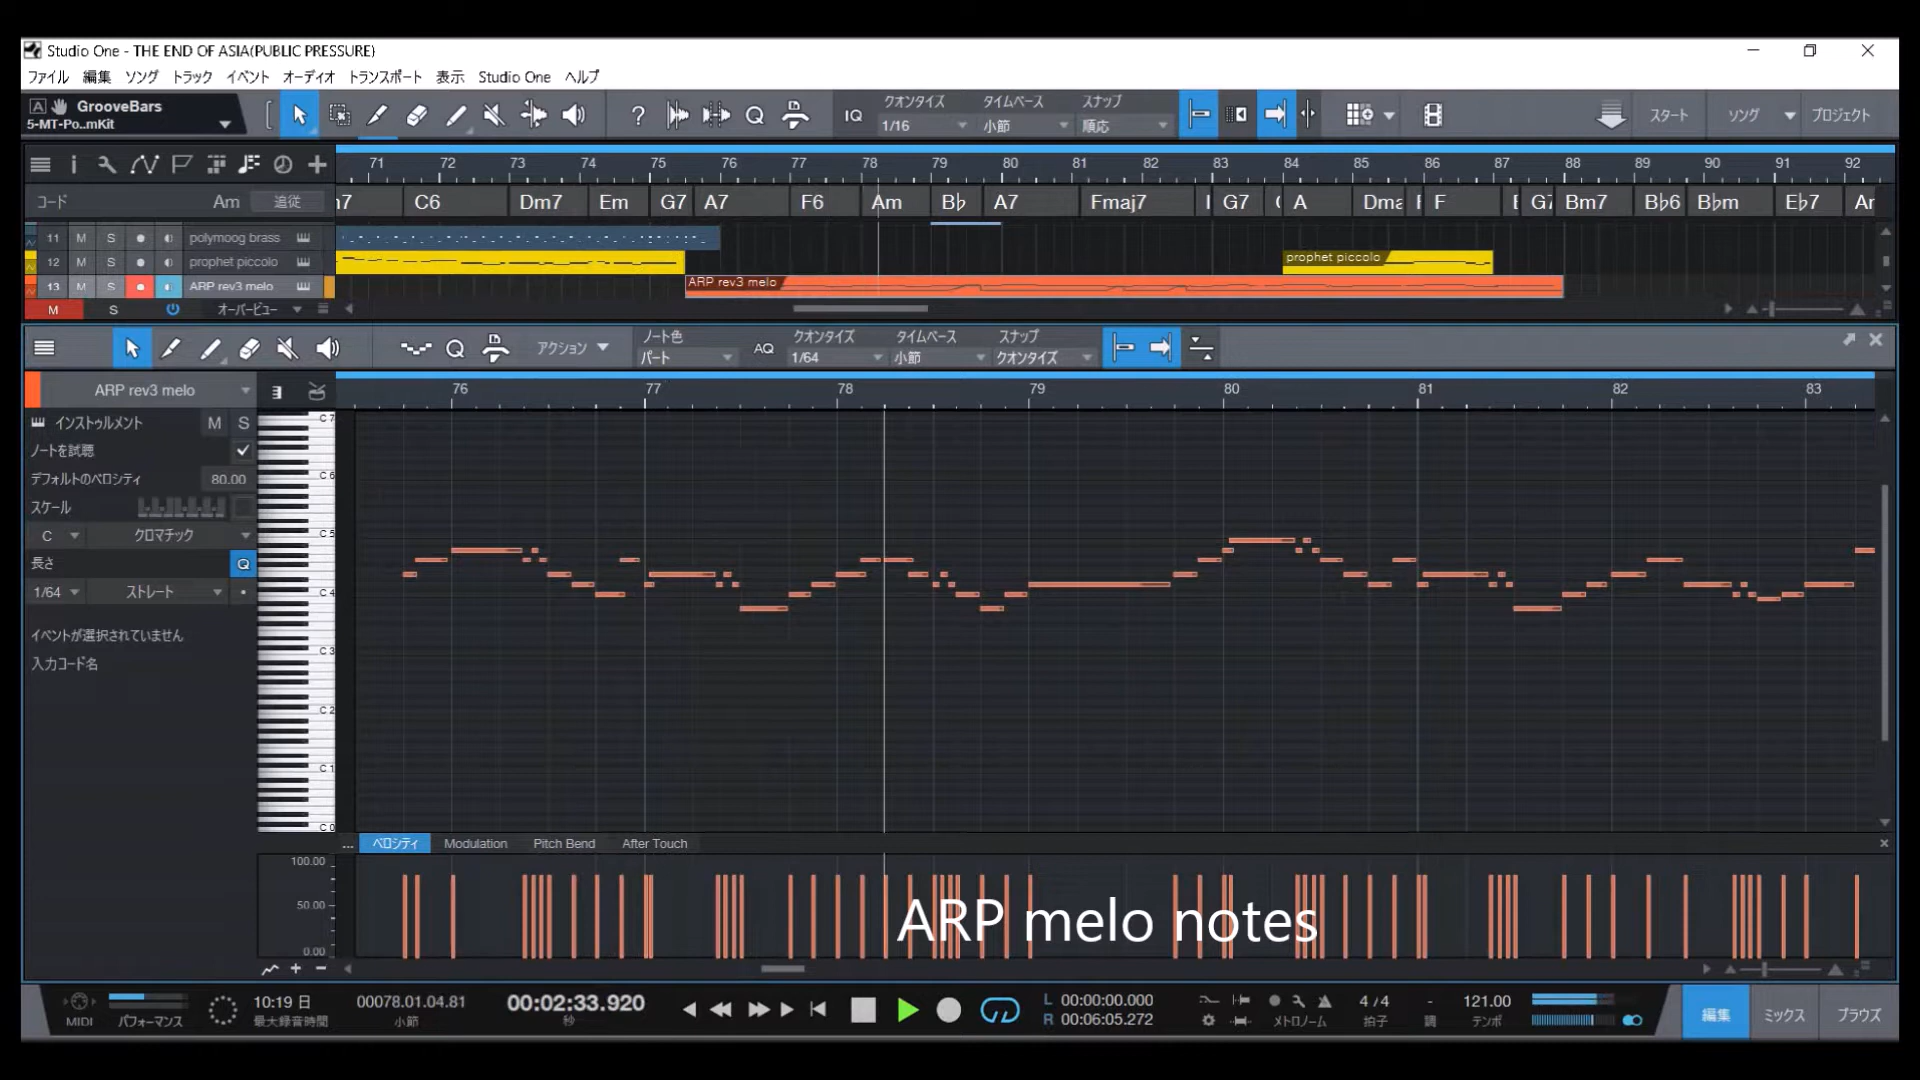 Studio One - THE END OF ASIA(PUBLIC PRESSURE)
ファイル 編集 ソング トラック イベント オーディオ トランスポート 表示 Studio One ヘルプ
A GrooveBars
5-MT-Po..mKit
? Q IQ
クオンタイズ タイムベース スナップ
1/16 小節 順応
スタート ソング プロジェクト
71 72 73 74 75 76 77 78 79 80 81 82 83 84 85 86 87 88 89 90 91 92
コード Am 追従
C6 Dm7 Em G7 A7 F6 Am B♭ A7 Fmaj7 G7 A F Bm7 B♭6 B♭m E♭7
11 M S polymoog brass
12 M S prophet piccolo
prophet piccolo
13 M S ARP rev3 melo
ARP rev3 melo
M S オーバービュー
Q アクション
ノート色 クオンタイズ タイムベース スナップ
パート AQ 1/64 小節 クオンタイズ
ARP rev3 melo
76 77 78 79 80 81 82 83
インストゥルメント M S
ノートを試聴
デフォルトのベロシティ 80.00
スケール
C クロマチック
長さ Q
1/64 ストレート
イベントが選択されていません
入力コード名
C 7
C 6
C 5
C 4
C 3
C 2
C 1
C 0
... ベロシティ Modulation Pitch Bend After Touch
100.00
50.00
0.00
ARP melo notes
MIDI パフォーマンス
10:19 日
最大録音時間
00078.01.04.81
小節
00:02:33.920
秒
L 00:00:00.000
R 00:06:05.272
メトロノーム
4 / 4
拍子
-
調
121.00
テンポ
編集 ミックス ブラウズ